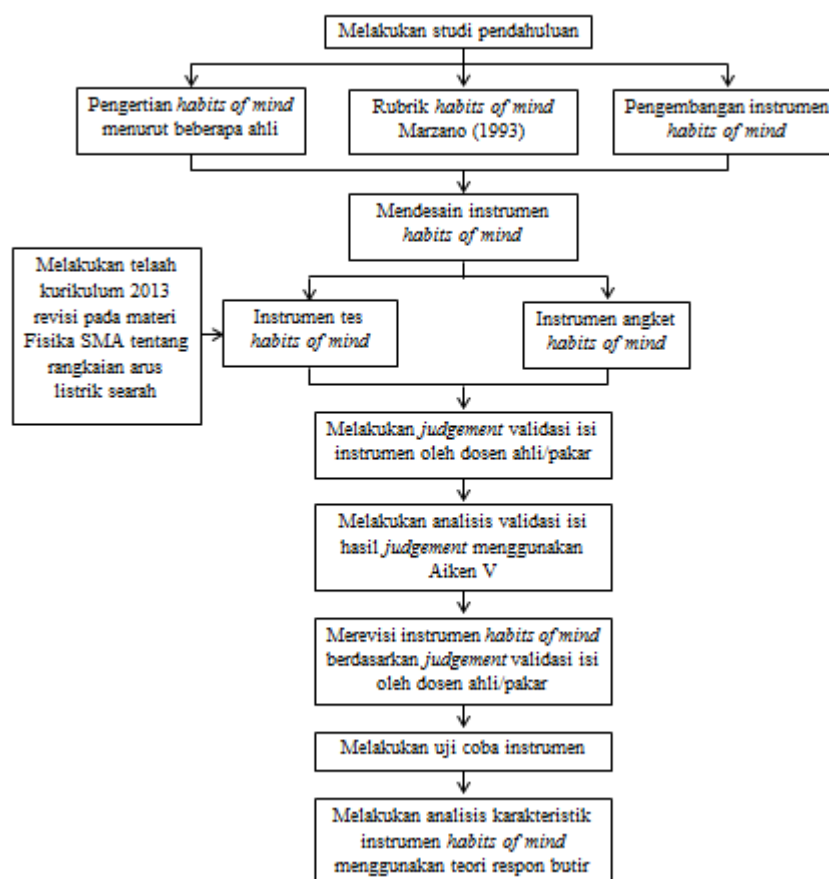 Melakukan studi pendahuluan
Pengertian habits of mind
menurut beberapa ahli
Rubrik habits of mind
Marzano (1993)
Pengembangan instrumen
habits of mind
Mendesain instrumen
habits of mind
Melakukan telaah
kurikulum 2013
revisi pada materi
Fisika SMA tentang
rangkaian arus
listrik searah
Instrumen tes
habits of mind
Instrumen angket
habits of mind
Melakukan judgement validasi isi
instrumen oleh dosen ahli/pakar
Melakukan analisis validasi isi
hasil judgement menggunakan
Aiken V
Merevisi instrumen habits of mind
berdasarkan judgement validasi isi
oleh dosen ahli/pakar
Melakukan uji coba instrumen
Melakukan analisis karakteristik
instrumen habits of mind
menggunakan teori respon butir